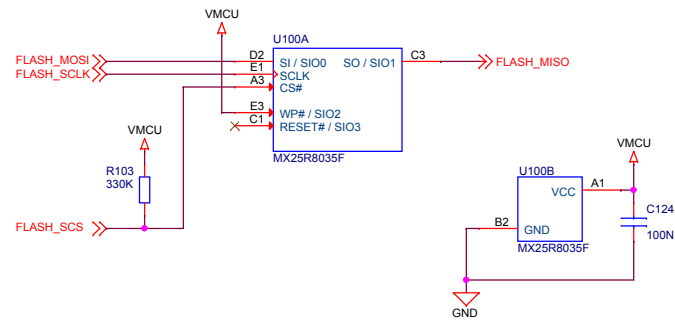 VMCU
U100A
FLASH_MOSI
D2
SI / SIO0
SO / SIO1
C3
FLASH_MISO
FLASH_SCLK
E1
SCLK
A3
CS#
E3
WP# / SIO2
C1
RESET# / SIO3
MX25R8035F
VMCU
R103
330K
FLASH_SCS
VMCU
U100B
VCC
A1
C124
100N
B2
GND
MX25R8035F
GND